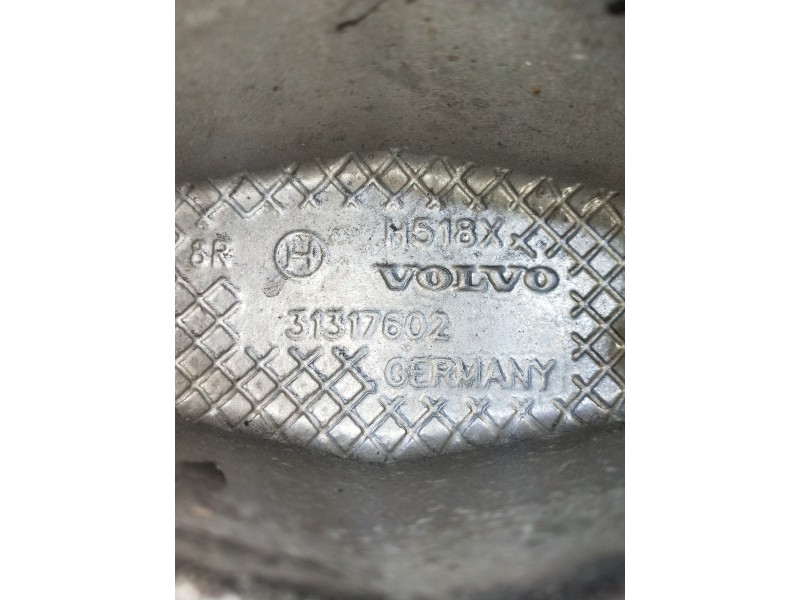 H518X
8R H VOLVO
31317602
GERMANY